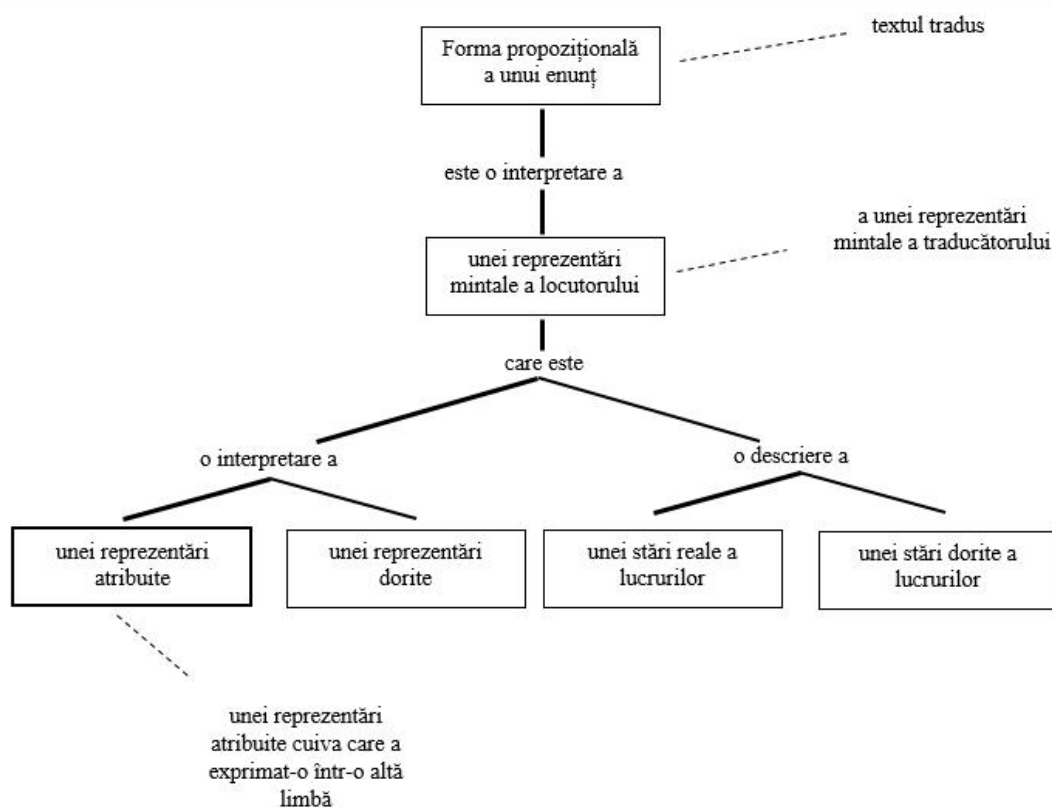 textul tradus
Forma propozițională
a unui enunț
este o interpretare a
a unei reprezentări
mintale a traducătorului
unei reprezentări
mintale a locutorului
care este
o interpretare a
o descriere a
unei reprezentări
atribuite
unei reprezentări
dorite
unei stări reale a
lucrurilor
unei stări dorite a
lucrurilor
unei reprezentări
atribuite cuiva care a
exprimat-o într-o altă
limbă